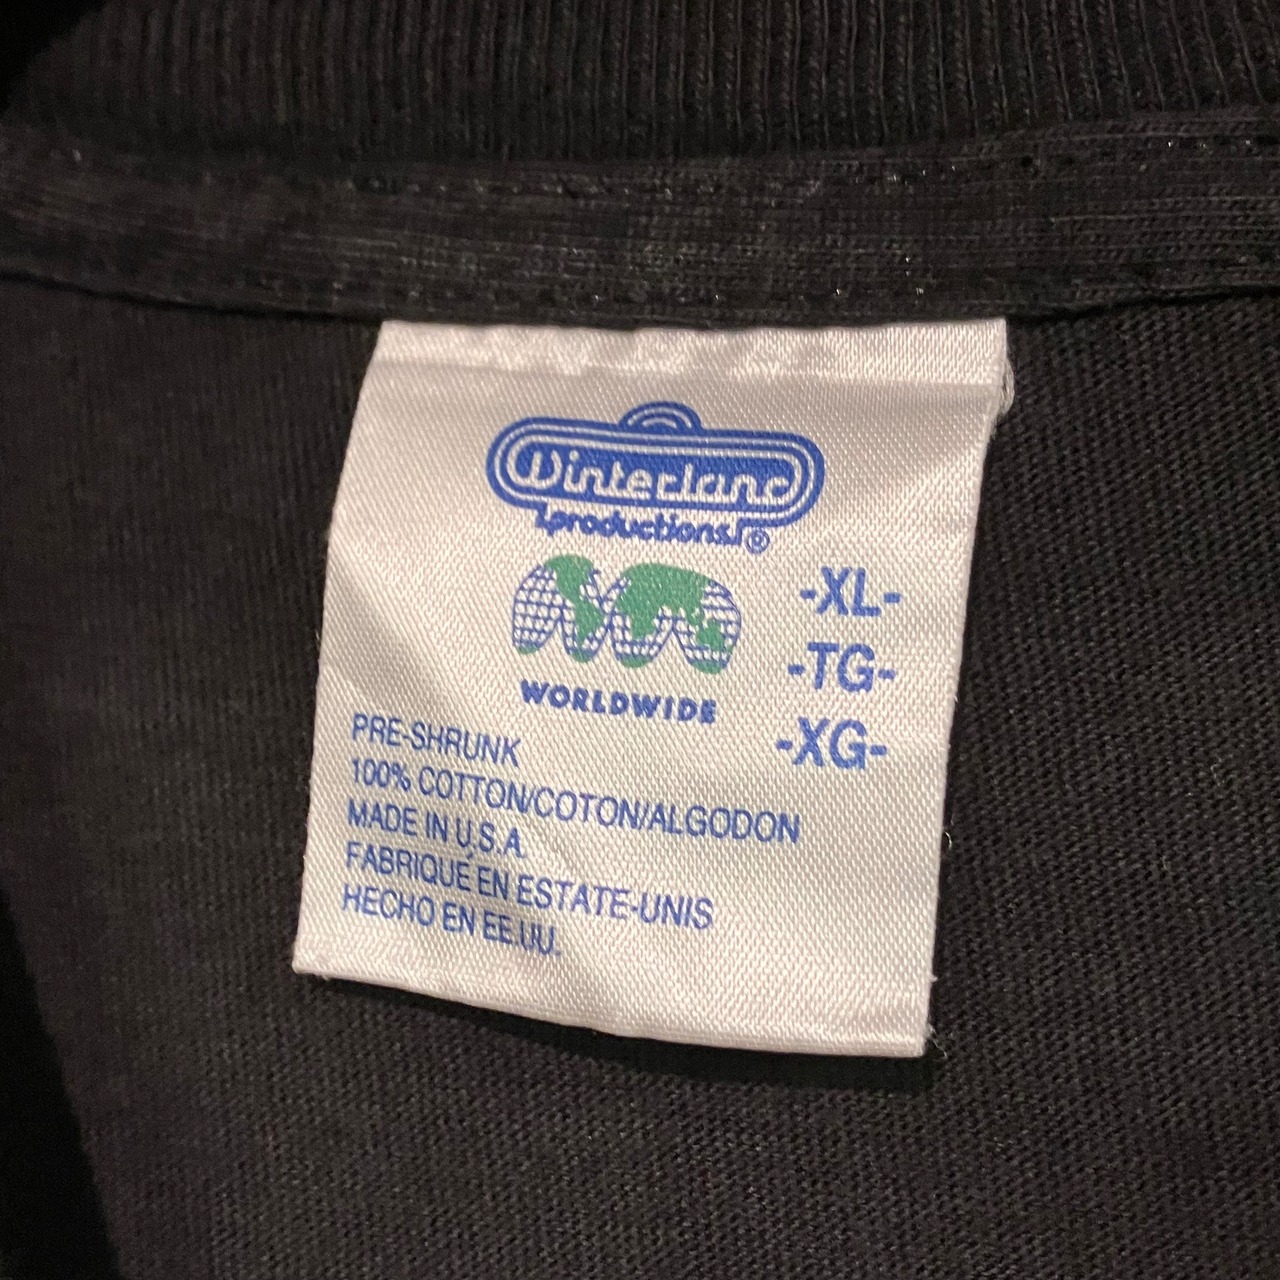 Winterland
productions
®
WORLDWIDE
-XL-
-TG-
-XG-
PRE-SHRUNK
100% COTTON/COTON/ALGODON
MADE IN U.S.A.
FABRIQUÉ EN ESTATE-UNIS
HECHO EN EE.UU.